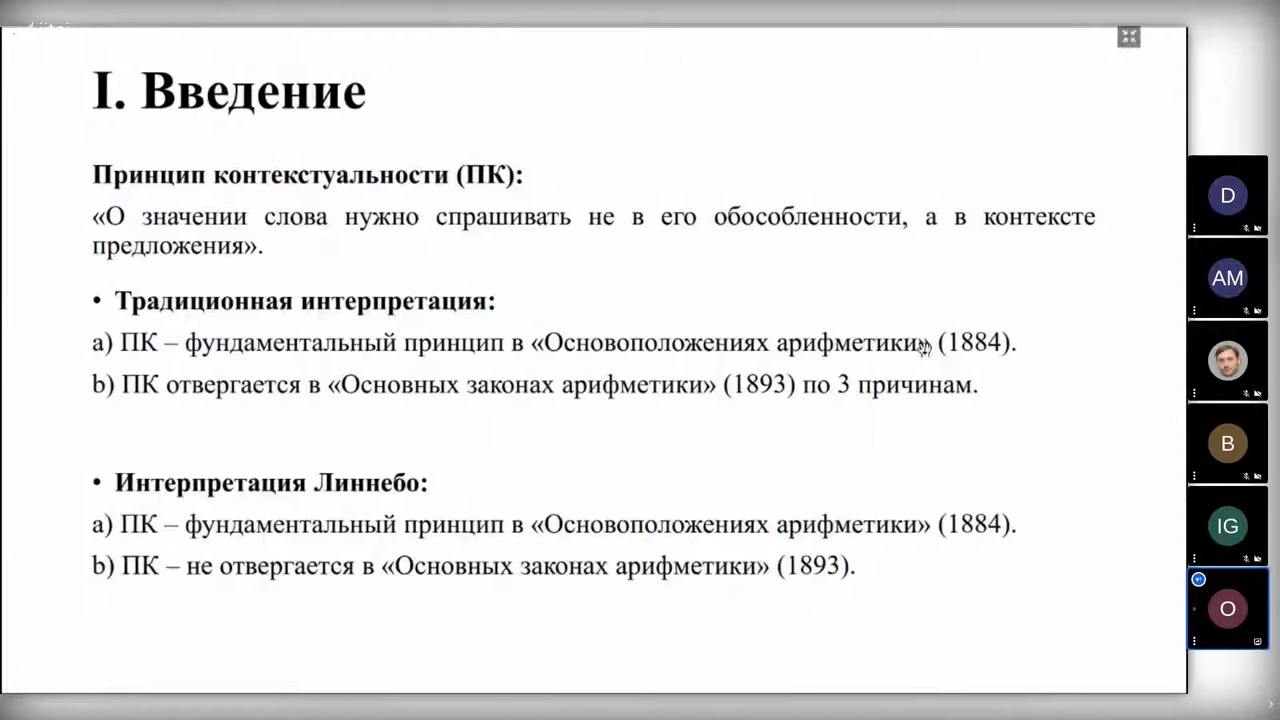 I. Введение
Принцип контекстуальности (ПК):
«О значении слова нужно спрашивать не в его обособленности, а в контексте
предложения».
• Традиционная интерпретация:
a) ПК – фундаментальный принцип в «Основоположениях арифметики» (1884).
b) ПК отвергается в «Основных законах арифметики» (1893) по 3 причинам.
• Интерпретация Линнебо:
a) ПК – фундаментальный принцип в «Основоположениях арифметики» (1884).
b) ПК – не отвергается в «Основных законах арифметики» (1893).
D
AM
B
IG
O